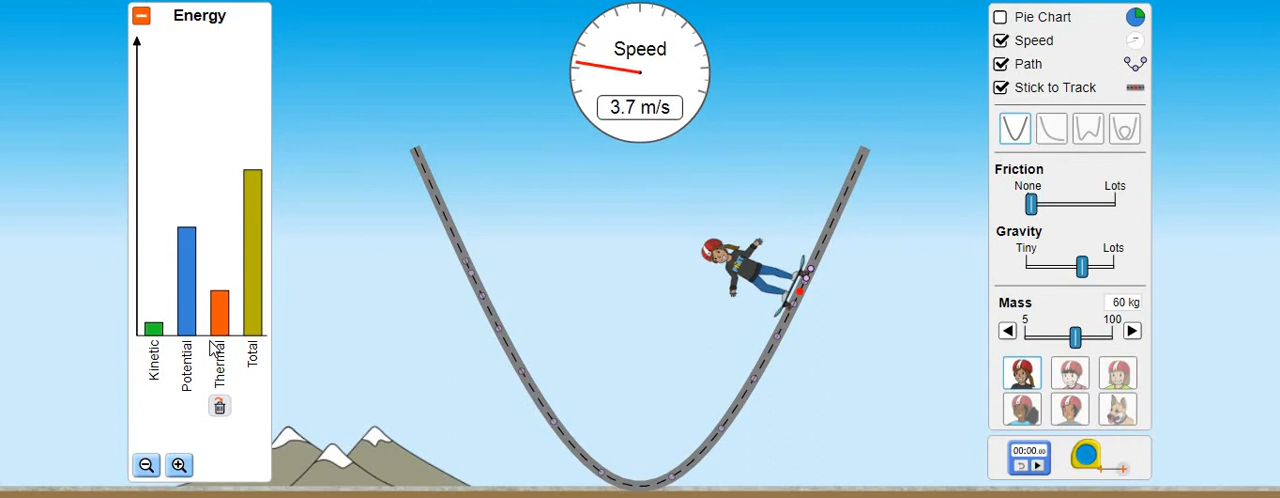 Energy
Kinetic
Potential
Thermal
Total
Speed
3.7 m/s
Pie Chart
Speed
Path
Stick to Track
Friction
None Lots
Gravity
Tiny Lots
Mass 60 kg
5 100
00:00.00